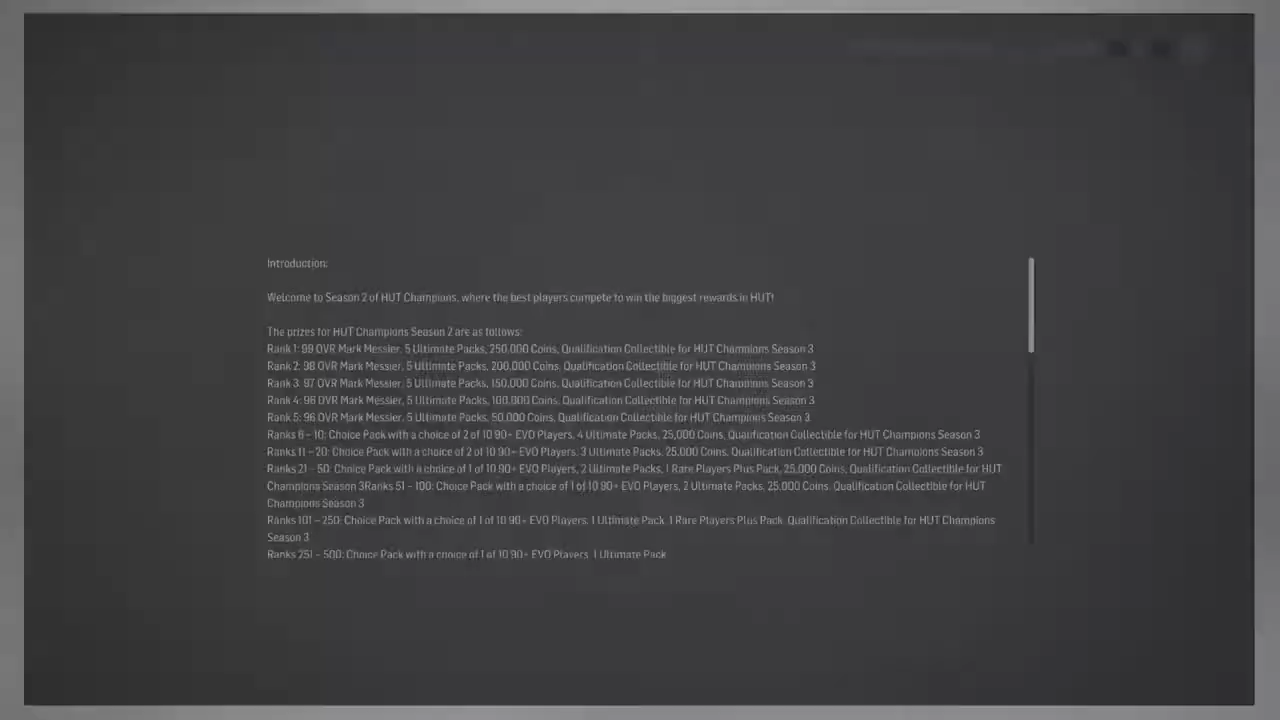 Introduction:
Welcome to Season 2 of HUT Champions, where the best players compete to win the biggest rewards in HUT!
The prizes for HUT Champions Season 2 are as follows:
Rank 1: 99 OVR Mark Messier, 5 Ultimate Packs, 250,000 Coins, Qualification Collectible for HUT Champions Season 3
Rank 2: 98 OVR Mark Messier, 5 Ultimate Packs, 200,000 Coins, Qualification Collectible for HUT Champions Season 3
Rank 3: 97 OVR Mark Messier, 5 Ultimate Packs, 150,000 Coins, Qualification Collectible for HUT Champions Season 3
Rank 4: 96 OVR Mark Messier, 5 Ultimate Packs, 100,000 Coins, Qualification Collectible for HUT Champions Season 3
Rank 5: 96 OVR Mark Messier, 5 Ultimate Packs, 50,000 Coins, Qualification Collectible for HUT Champions Season 3
Ranks 6 – 10: Choice Pack with a choice of 2 of 10 90+ EVO Players, 4 Ultimate Packs, 25,000 Coins, Qualification Collectible for HUT Champions Season 3
Ranks 11 – 20: Choice Pack with a choice of 2 of 10 90+ EVO Players, 3 Ultimate Packs, 25,000 Coins, Qualification Collectible for HUT Champions Season 3
Ranks 21 – 50: Choice Pack with a choice of 1 of 10 90+ EVO Players, 2 Ultimate Packs, 1 Rare Players Plus Pack, 25,000 Coins, Qualification Collectible for HUT
Champions Season 3Ranks 51 – 100: Choice Pack with a choice of 1 of 10 90+ EVO Players, 2 Ultimate Packs, 25,000 Coins, Qualification Collectible for HUT
Champions Season 3
Ranks 101 – 250: Choice Pack with a choice of 1 of 10 90+ EVO Players, 1 Ultimate Pack, 1 Rare Players Plus Pack, Qualification Collectible for HUT Champions
Season 3
Ranks 251 – 500: Choice Pack with a choice of 1 of 10 90+ EVO Players, 1 Ultimate Pack